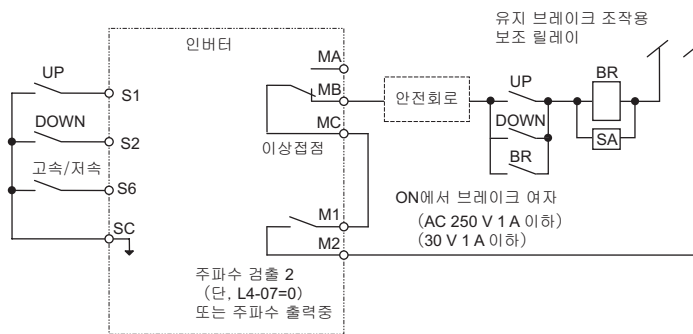 유지 브레이크 조작용
보조 릴레이
인버터
MA
UP
S1
MB
안전회로
UP
BR
DOWN
S2
MC
DOWN
SA
이상접점
고속/저속
S6
BR
ON에서 브레이크 여자
(AC 250 V 1 A 이하)
(30 V 1 A 이하)
SC
M1
M2
주파수 검출 2
(단, L4-07=0)
또는 주파수 출력중